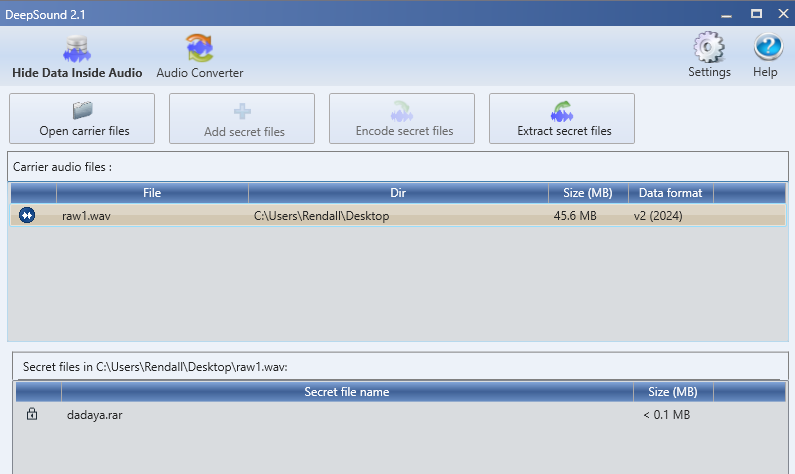 DeepSound 2.1
Hide Data Inside Audio Audio Converter Settings Help
Open carrier files Add secret files Encode secret files Extract secret files
Carrier audio files :
File Dir Size (MB) Data format
raw1.wav C:\Users\Rendall\Desktop 45.6 MB v2 (2024)
Secret files in C:\Users\Rendall\Desktop\raw1.wav:
Secret file name Size (MB)
dadaya.rar < 0.1 MB